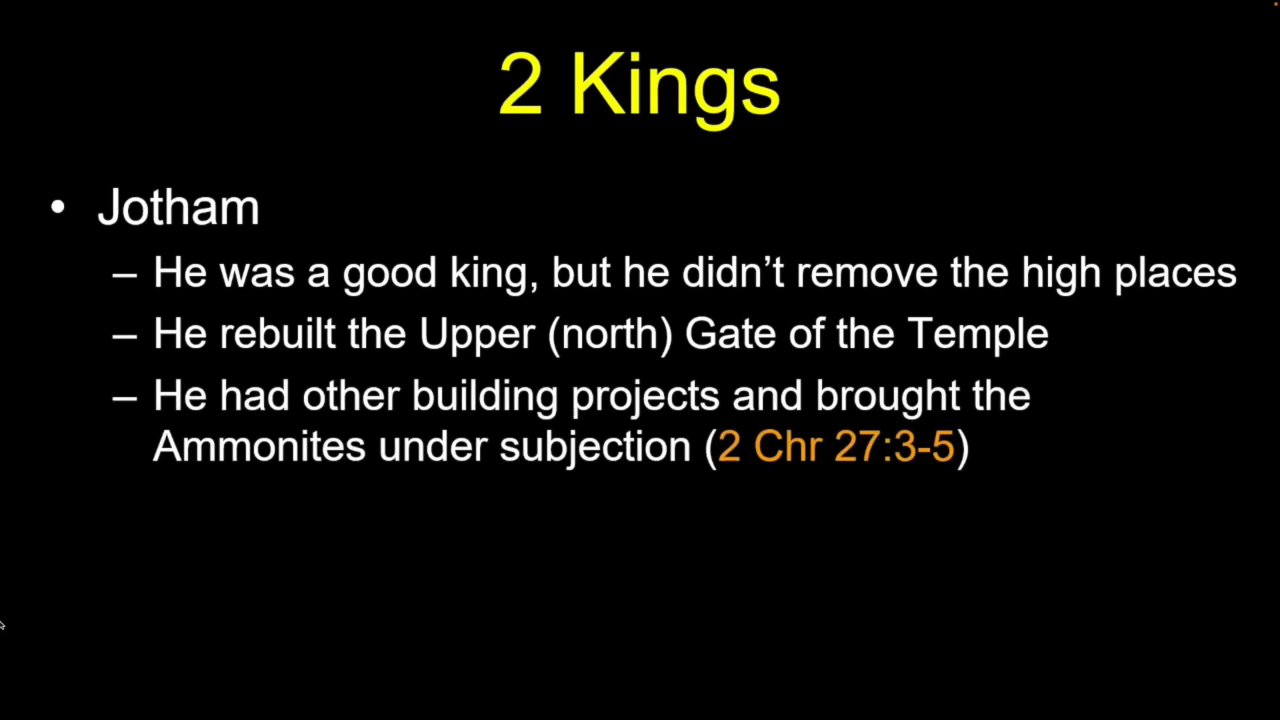 2 Kings
• Jotham
– He was a good king, but he didn’t remove the high places
– He rebuilt the Upper (north) Gate of the Temple
– He had other building projects and brought the
Ammonites under subjection (2 Chr 27:3-5)